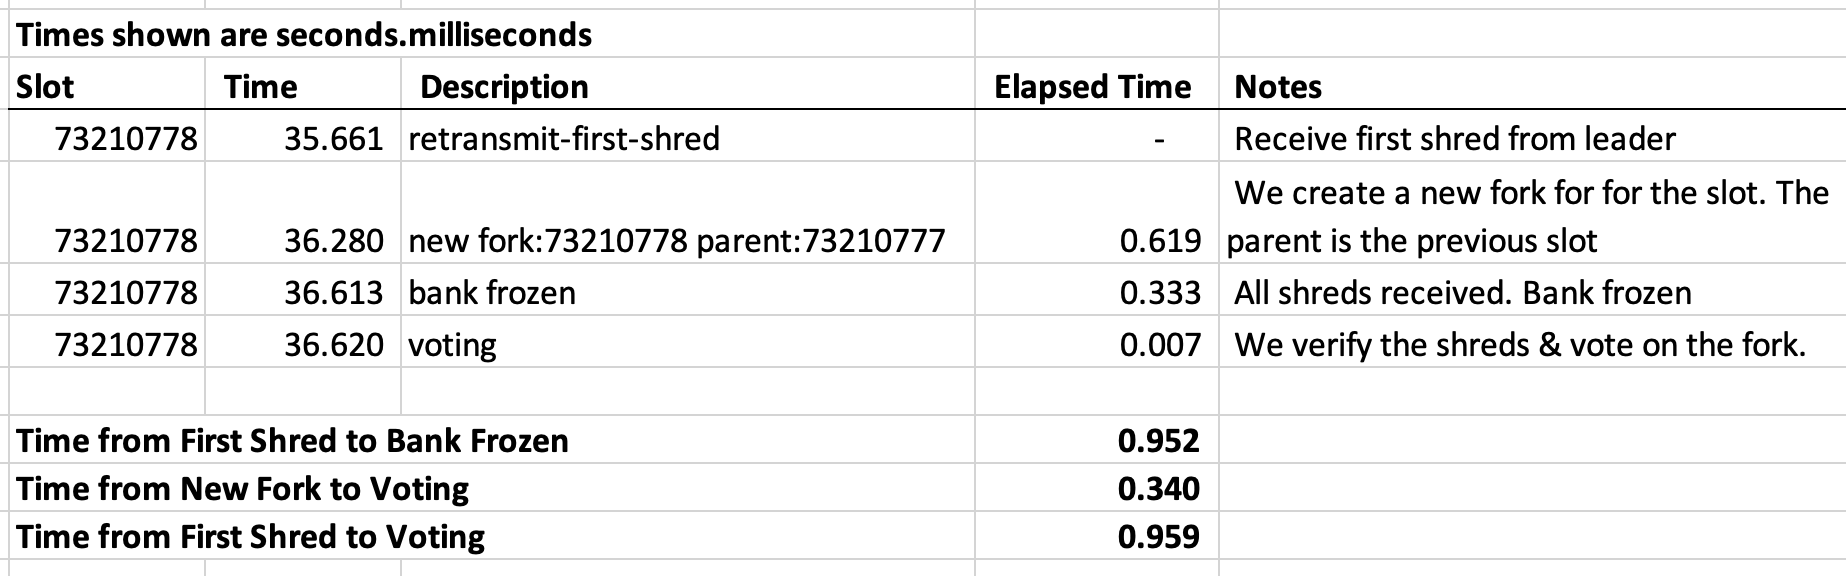 Times shown are seconds.milliseconds
Slot Time Description Elapsed Time Notes
73210778 35.661 retransmit-first-shred - Receive first shred from leader
We create a new fork for for the slot. The
73210778 36.280 new fork:73210778 parent:73210777 0.619 parent is the previous slot
73210778 36.613 bank frozen 0.333 All shreds received. Bank frozen
73210778 36.620 voting 0.007 We verify the shreds & vote on the fork.
Time from First Shred to Bank Frozen 0.952
Time from New Fork to Voting 0.340
Time from First Shred to Voting 0.959